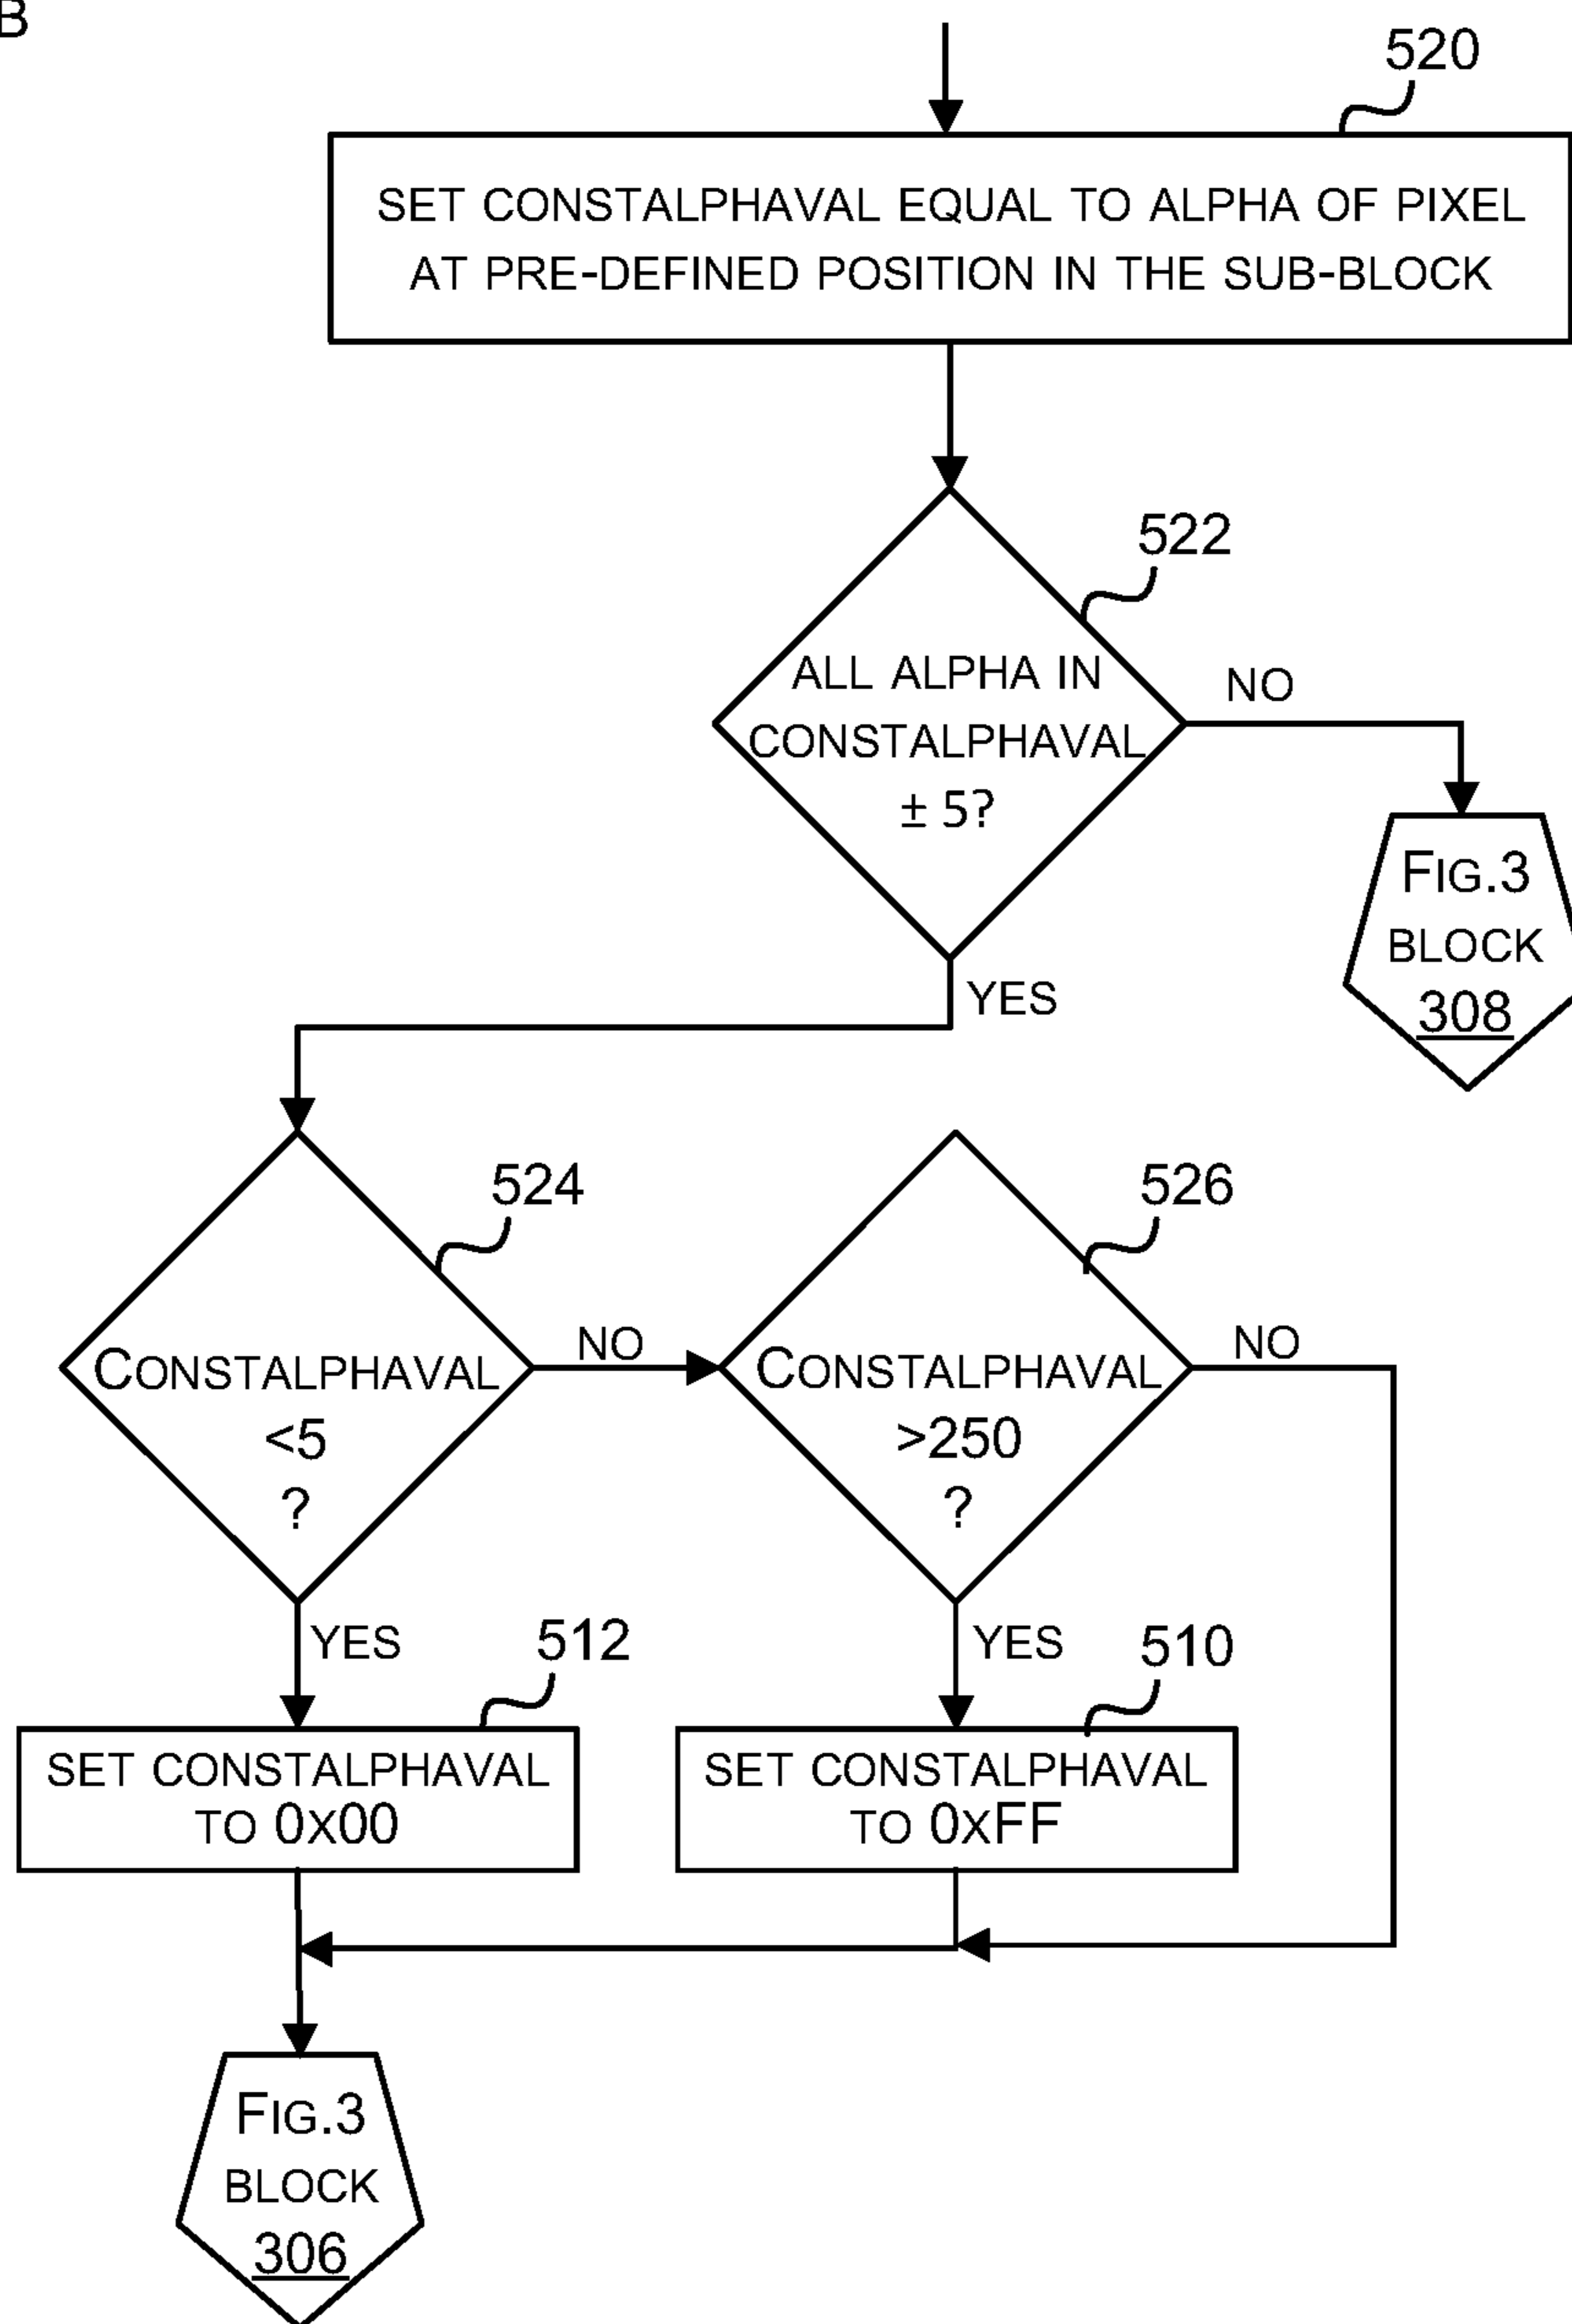 B
520
SET CONSTALPHAVAL EQUAL TO ALPHA OF PIXEL
AT PRE-DEFINED POSITION IN THE SUB-BLOCK
522
ALL ALPHA IN
CONSTALPHAVAL
± 5?
NO
FIG.3
BLOCK
308
YES
524
CONSTALPHAVAL
<5
?
NO
526
CONSTALPHAVAL
>250
?
NO
YES
512
SET CONSTALPHAVAL
TO 0X00
YES
510
SET CONSTALPHAVAL
TO 0XFF
FIG.3
BLOCK
306